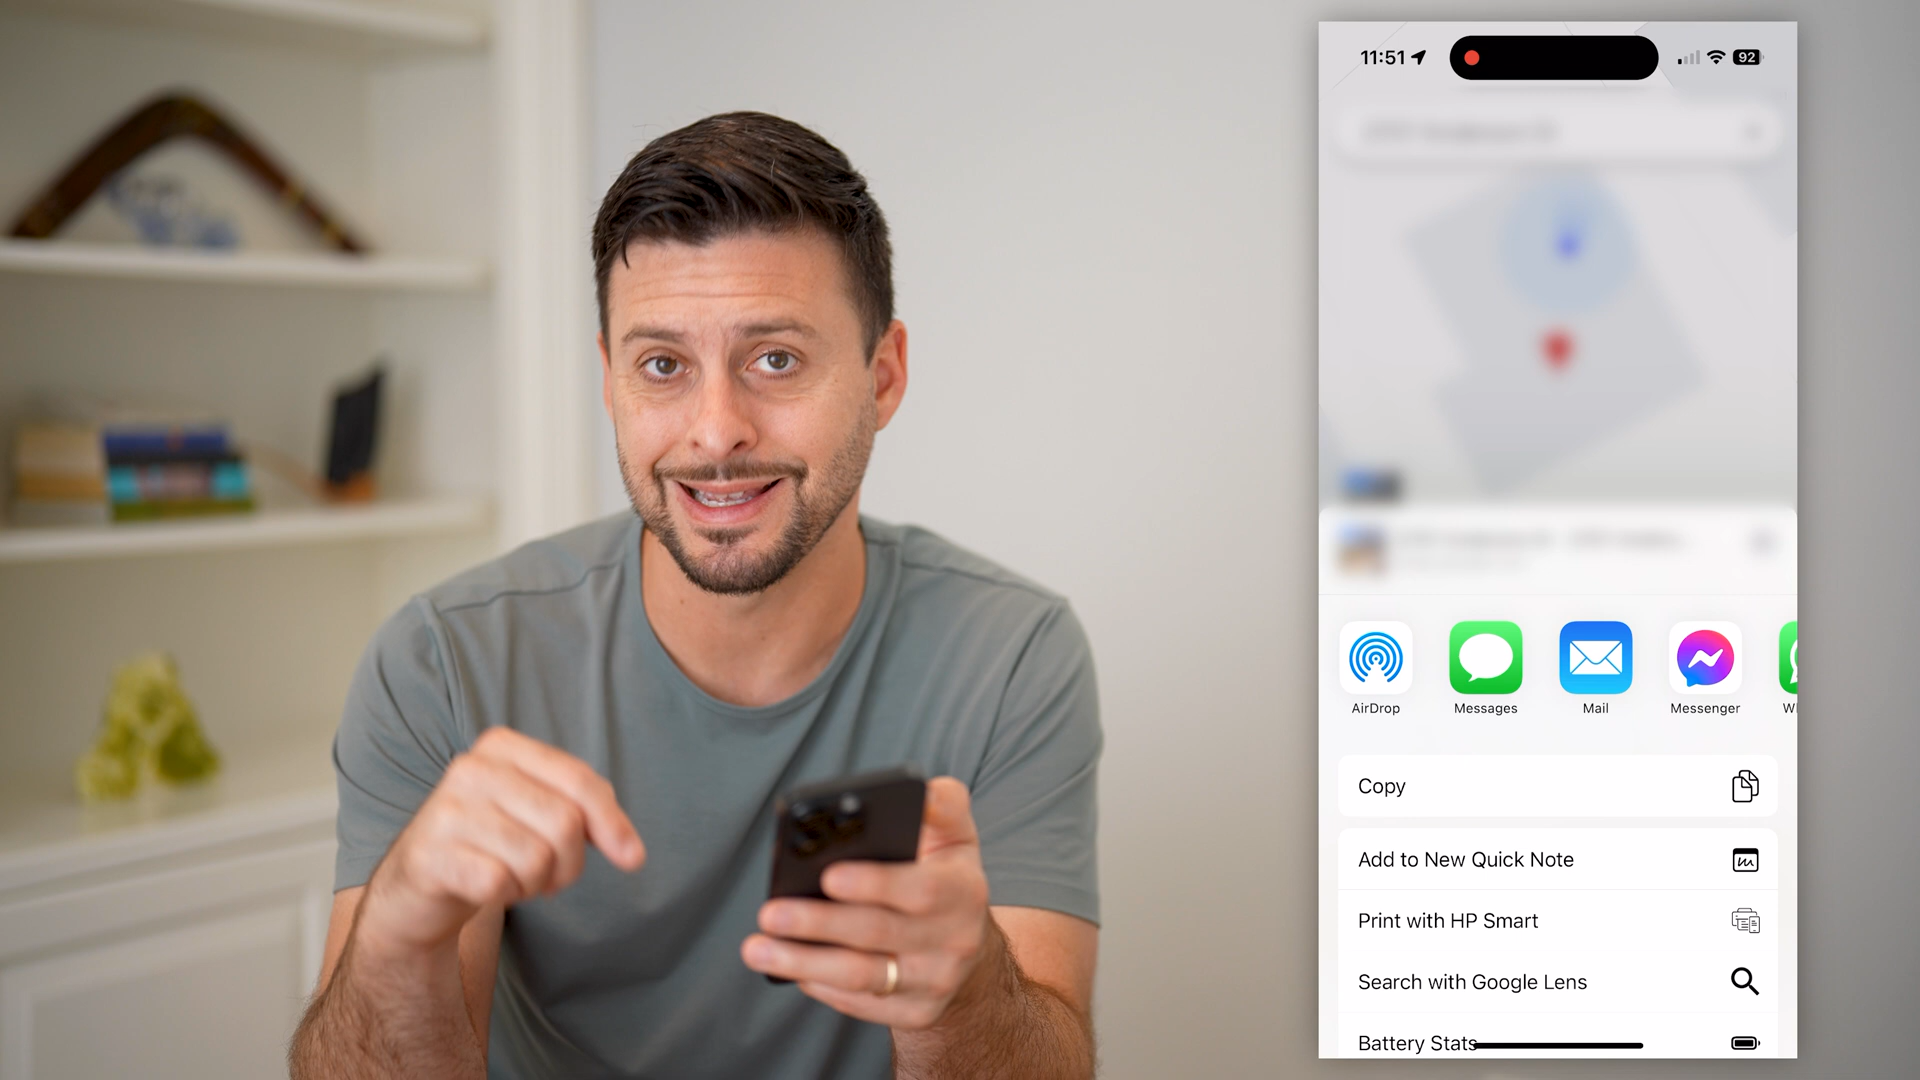 11:51
92
AirDrop
Messages
Mail
Messenger
Copy
Add to New Quick Note
Print with HP Smart
Search with Google Lens
Battery Stats